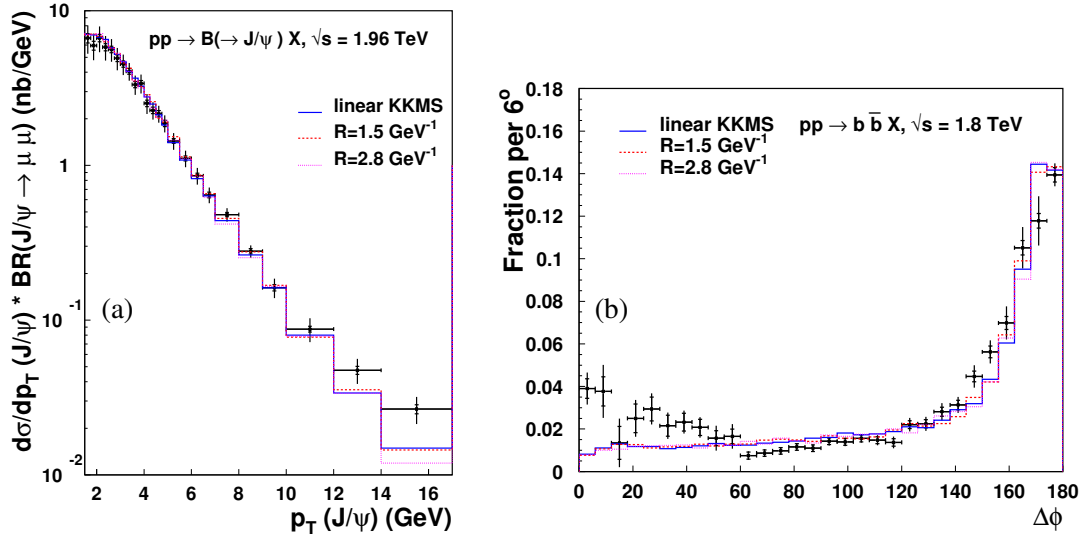 dσ/dp_T (J/ψ) * BR(J/ψ → μ μ) (nb/GeV)
10
1
10⁻¹
10⁻²
pp → B(→ J/ψ ) X, √s = 1.96 TeV
linear KKMS
R=1.5 GeV⁻¹
R=2.8 GeV⁻¹
(a)
2 4 6 8 10 12 14 16
p_T (J/ψ) (GeV)
Fraction per 6°
0.18
0.16
0.14
0.12
0.1
0.08
0.06
0.04
0.02
0
linear KKMS
R=1.5 GeV⁻¹
R=2.8 GeV⁻¹
pp → b b̅ X, √s = 1.8 TeV
(b)
0 20 40 60 80 100 120 140 160 180
Δϕ